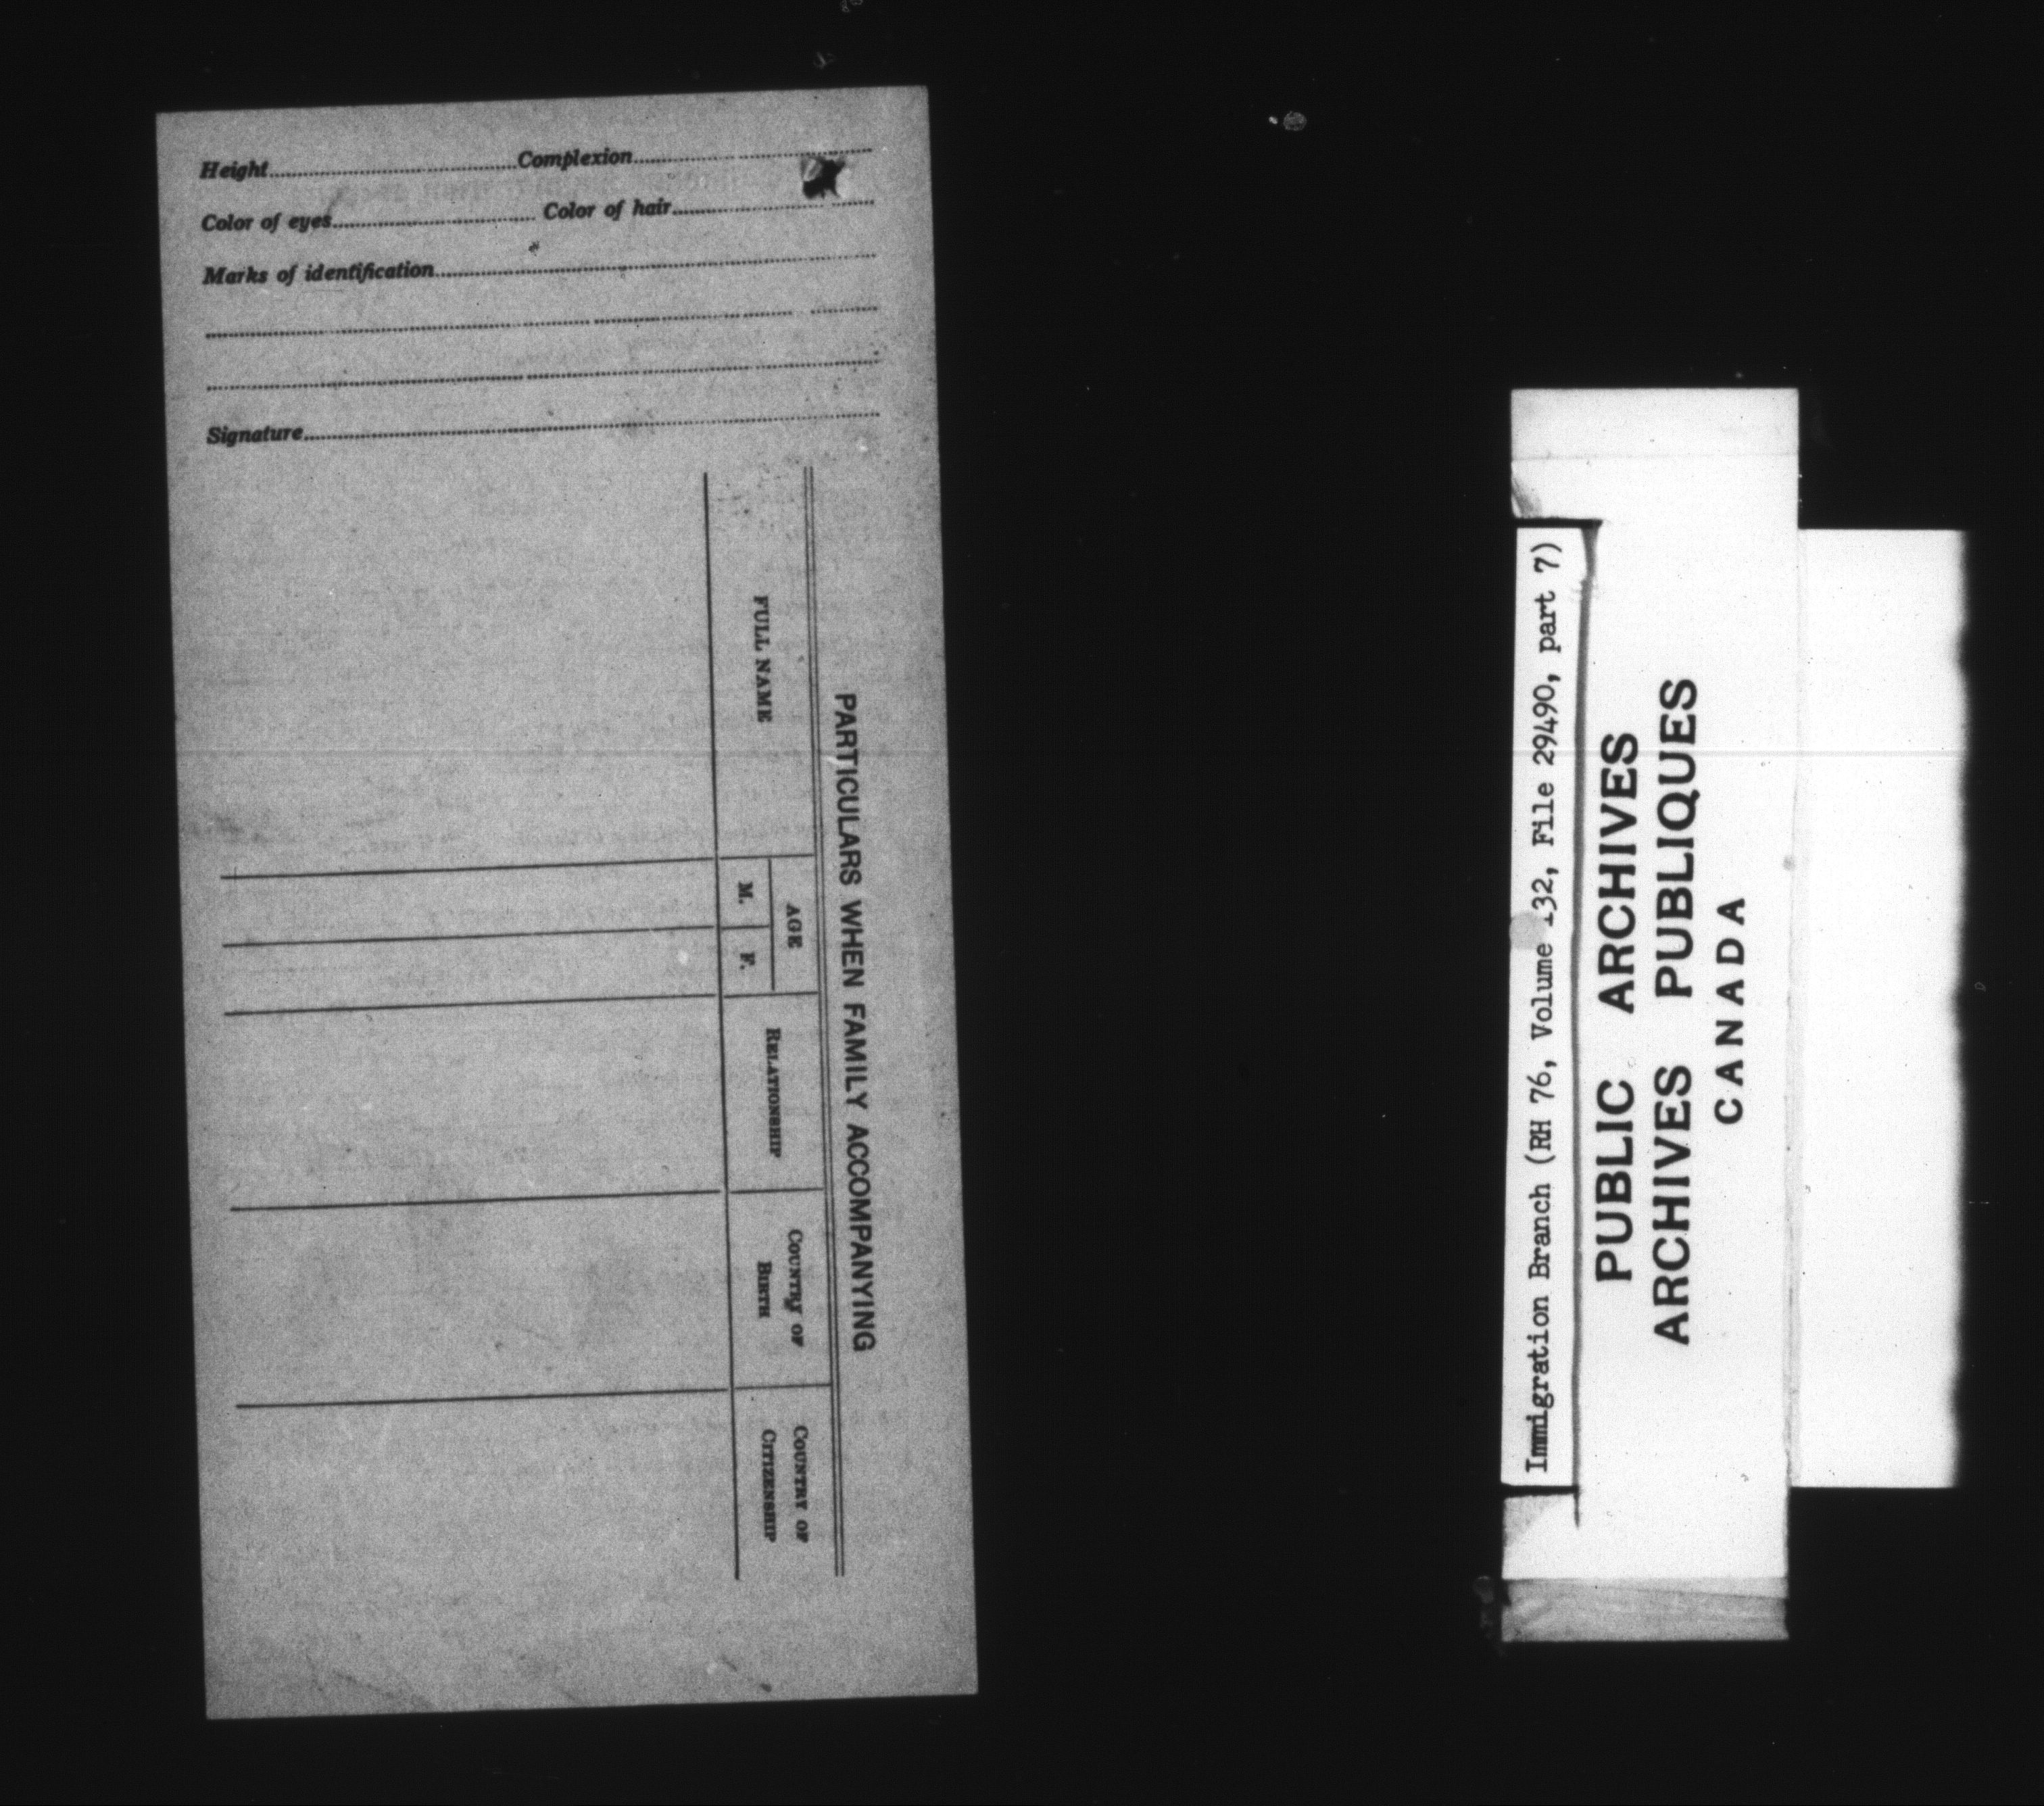 Height Complexion
Color of eyes Color of hair
Marks of identification
Signature
PARTICULARS WHEN FAMILY ACCOMPANYING
FULL NAME
AGE
M. F.
RELATIONSHIP
COUNTRY OF
BIRTH
COUNTRY OF
CITIZENSHIP
Immigration Branch (RH 76, Volume 132, File 29490, part 7)
PUBLIC ARCHIVES
ARCHIVES PUBLIQUES
CANADA